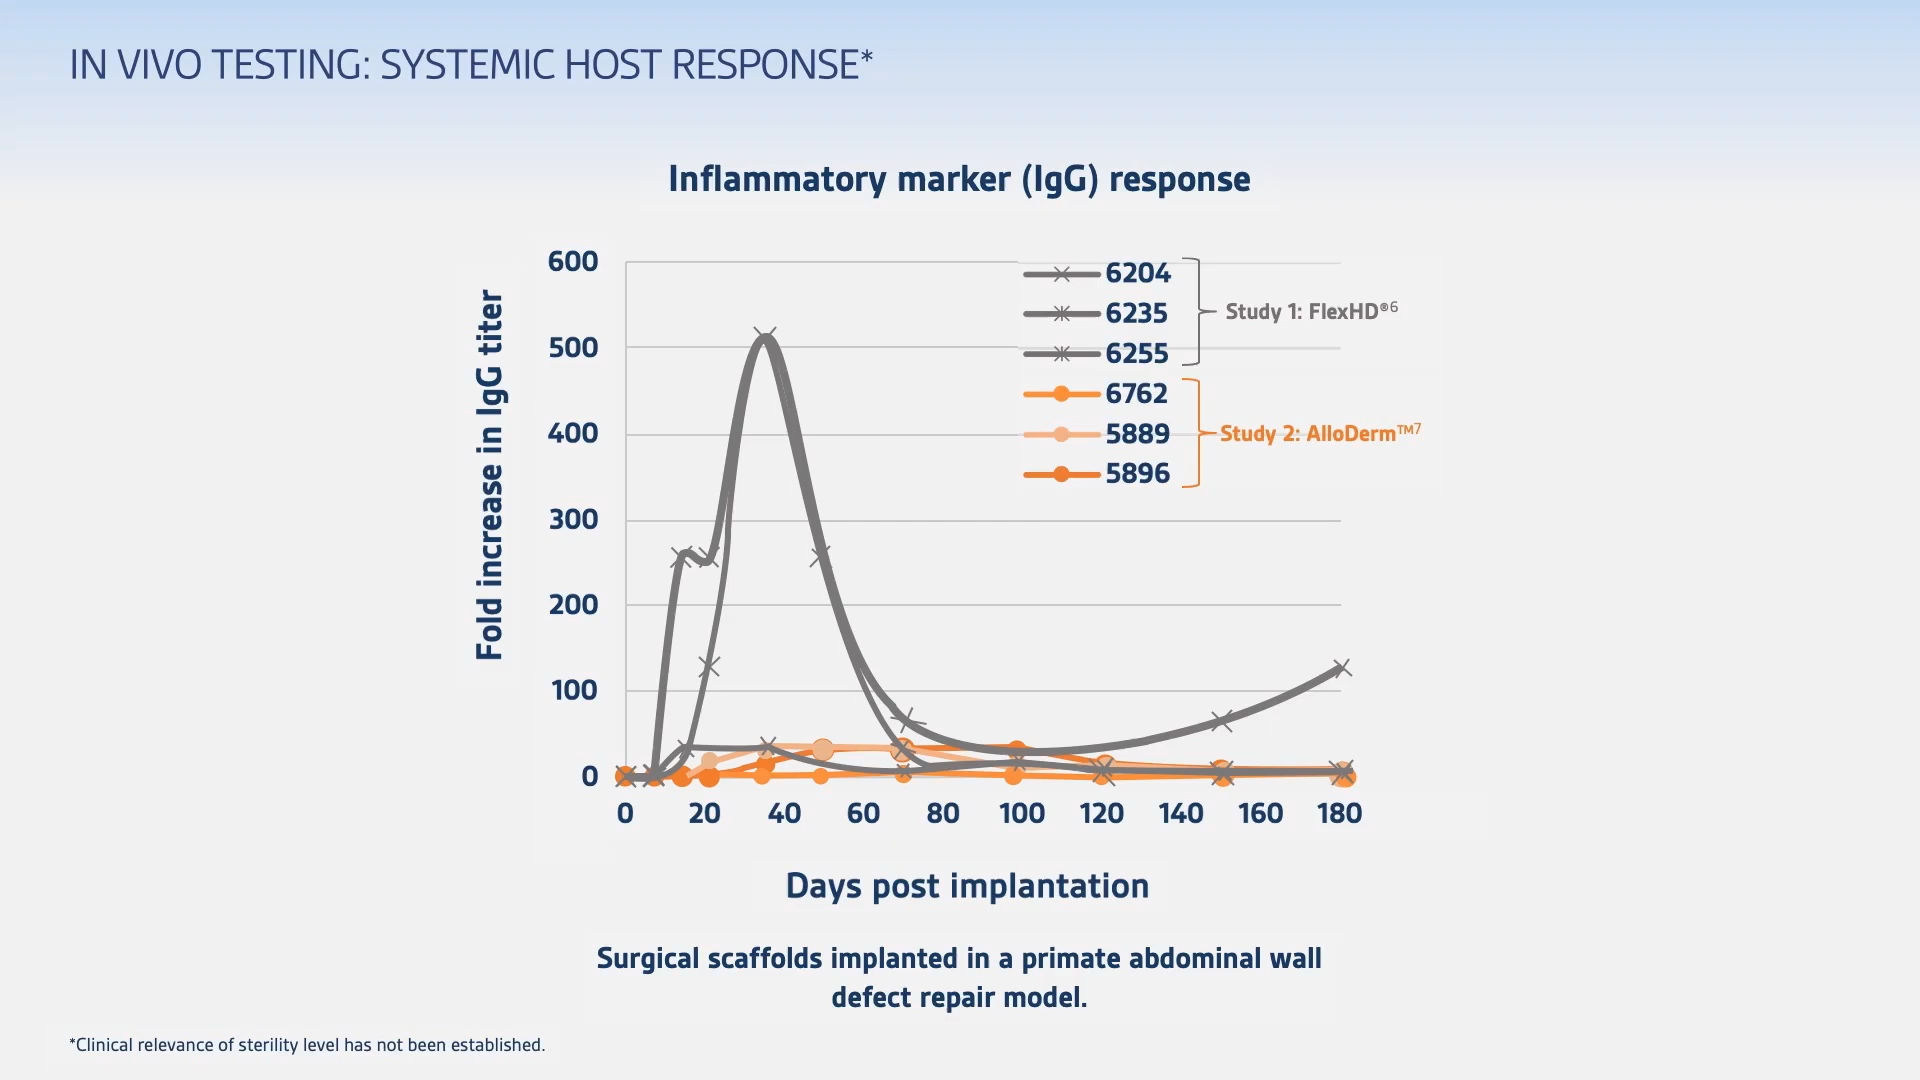 IN VIVO TESTING: SYSTEMIC HOST RESPONSE*
Inflammatory marker (IgG) response
Fold increase in IgG titer
600
500
400
300
200
100
0
6204
6235
6255
6762
5889
5896
Study 1: FlexHD®6
Study 2: AlloDerm™7
0 20 40 60 80 100 120 140 160 180
Days post implantation
Surgical scaffolds implanted in a primate abdominal wall
defect repair model.
*Clinical relevance of sterility level has not been established.